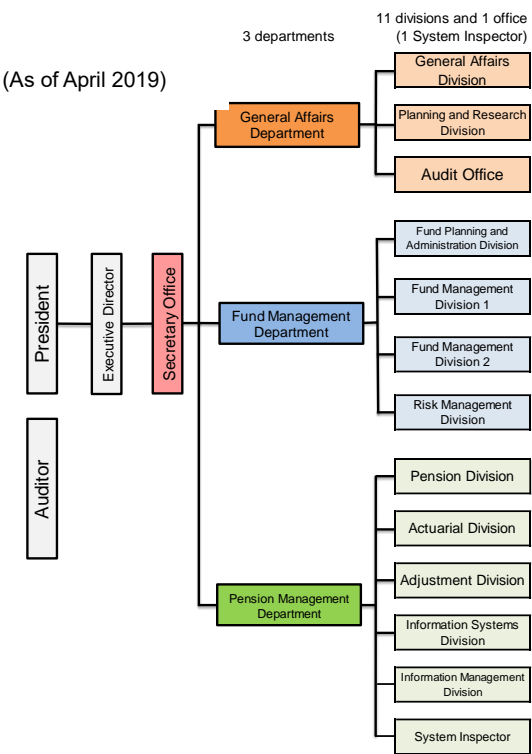 11 divisions and 1 office
3 departments
(1 System Inspector)
(As of April 2019)
General Affairs
Division
General Affairs
Department
Planning and Research
Division
Audit Office
Fund Planning and
Administration Division
President
Executive Director
Secretary Office
Fund Management
Department
Fund Management
Division 1
Fund Management
Division 2
Risk Management
Division
Auditor
Pension Division
Actuarial Division
Adjustment Division
Pension Management
Department
Information Systems
Division
Information Management
Division
System Inspector